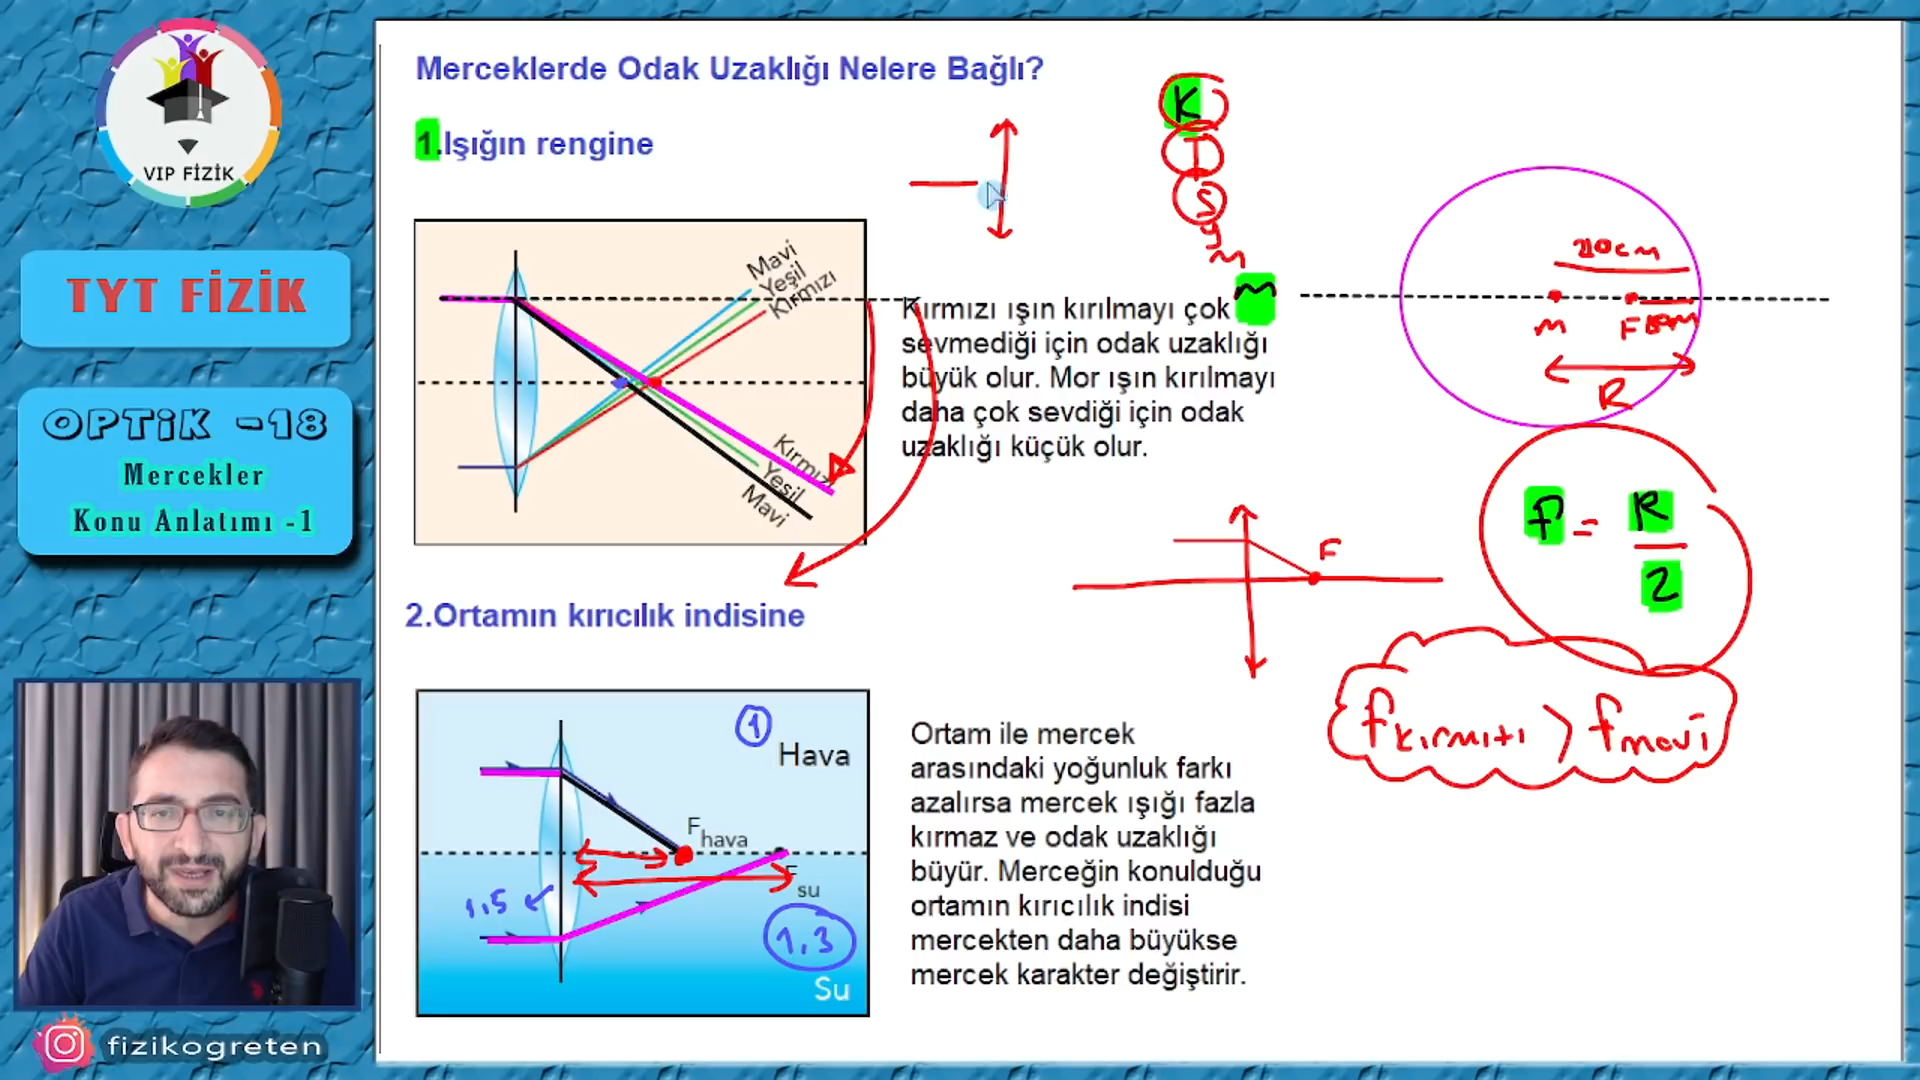 VIP FİZİK
TYT FİZİK
OPTİK -18
Mercekler
Konu Anlatımı -1
fizikogreten
Merceklerde Odak Uzaklığı Nelere Bağlı?
1.Işığın rengine
Mavi
Yeşil
Kırmızı
Kırmızı
Yeşil
Mavi
K
T
S
Y
M
m
Kırmızı ışın kırılmayı çok
sevmediği için odak uzaklığı
büyük olur. Mor ışın kırılmayı
daha çok sevdiği için odak
uzaklığı küçük olur.
m
F
R
F
f = R
2
fkırmızı > fmavi
2.Ortamın kırıcılık indisine
1
Hava
F hava
F su
1,5
1,3
Su
Ortam ile mercek
arasındaki yoğunluk farkı
azalırsa mercek ışığı fazla
kırmaz ve odak uzaklığı
büyür. Merceğin konulduğu
ortamın kırıcılık indisi
mercekten daha büyükse
mercek karakter değiştirir.